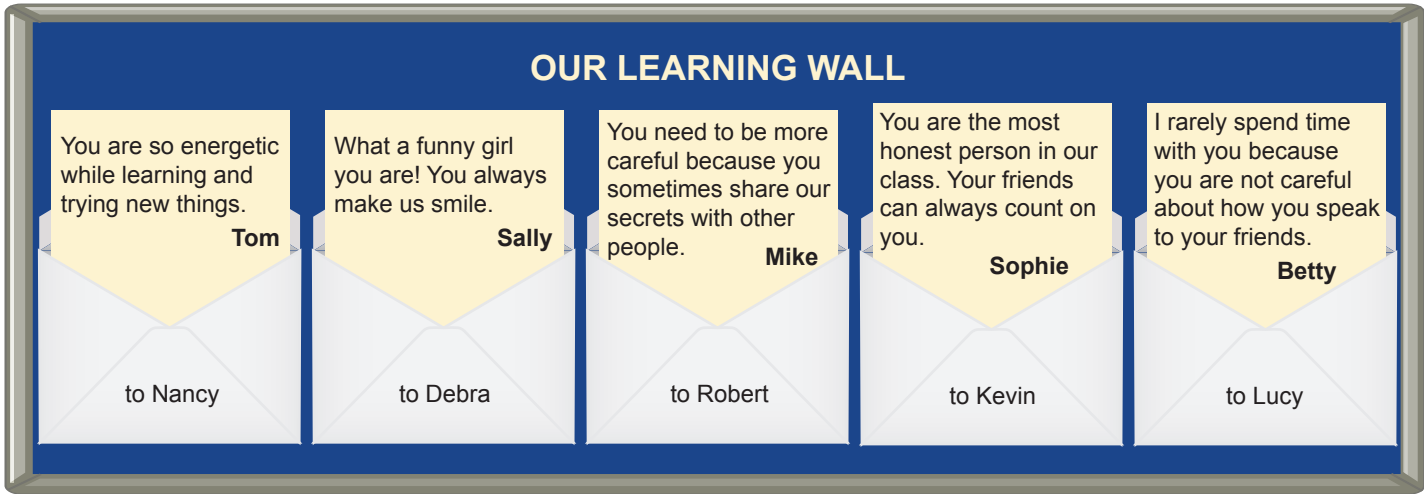 OUR LEARNING WALL
You are so energetic
while learning and
trying new things.
Tom
to Nancy
What a funny girl
you are! You always
make us smile.
Sally
to Debra
You need to be more
careful because you
sometimes share our
secrets with other
people.
Mike
to Robert
You are the most
honest person in our
class. Your friends
can always count on
you.
Sophie
to Kevin
I rarely spend time
with you because
you are not careful
about how you speak
to your friends.
Betty
to Lucy